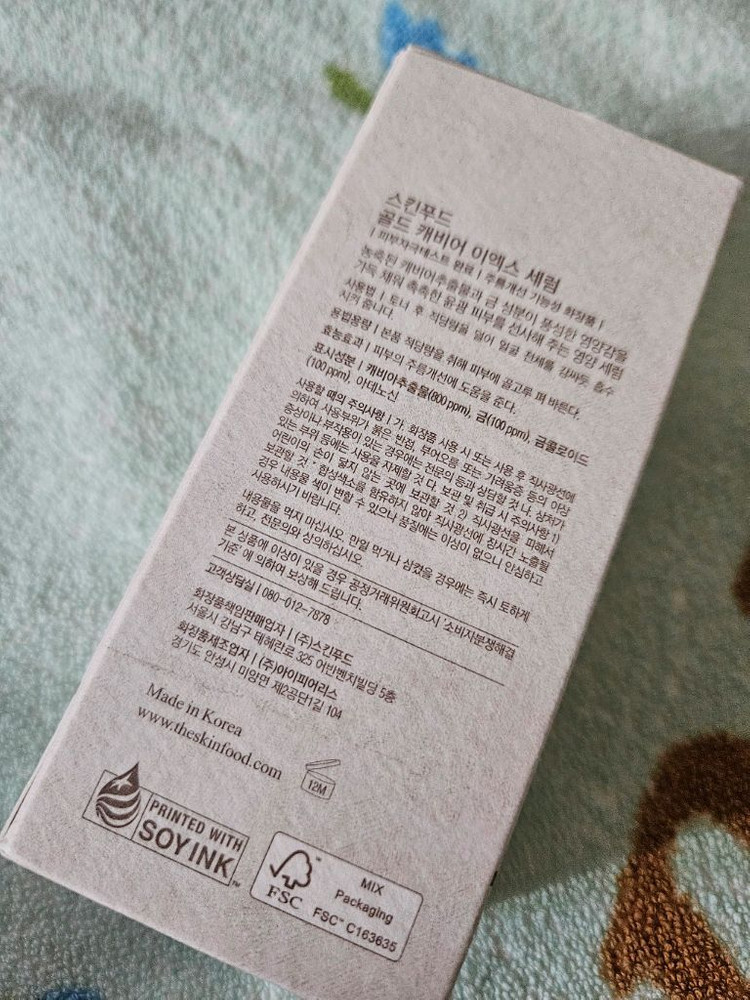 스킨푸드
골드 캐비어 이엑스 세럼
| 피부자극테스트 완료 | 주름개선 기능성 화장품 |
농축된 캐비어추출물과 금 성분이 풍성한 영양감을
가득 채워 촉촉한 윤광 피부를 선사해 주는 영양 세럼
사용법 | 토너 후 적당량을 덜어 얼굴 전체를 감싸듯 흡수
시켜 줍니다.
용법용량 | 본품 적당량을 취해 피부에 골고루 펴 바른다.
효능효과 | 피부의 주름개선에 도움을 준다.
표시성분 | 캐비아추출물(800 ppm), 금(100 ppm), 금콜로이드
(100 ppm), 아데노신
사용할 때의 주의사항 | 가. 화장품 사용 시 또는 사용 후 직사광선에
의하여 사용부위가 붉은 반점, 부어오름 또는 가려움증 등의 이상
증상이나 부작용이 있는 경우에는 전문의 등과 상담할 것 나. 상처가
있는 부위 등에는 사용을 자제할 것 다. 보관 및 취급 시 주의사항 1)
어린이의 손이 닿지 않는 곳에 보관할 것 2) 직사광선을 피해서
보관할 것 * 합성색소를 함유하지 않아 직사광선에 장시간 노출될
경우 내용물 색이 변할 수 있으나 품질에는 이상이 없으니 안심하고
사용하시기 바랍니다.
내용물을 먹지 마십시오. 만일 먹거나 삼켰을 경우에는 즉시 토하게
하고, 전문의와 상의하십시오.
본 상품에 이상이 있을 경우 공정거래위원회고시 '소비자분쟁해결
기준'에 의하여 보상해 드립니다.
고객상담실 | 080-012-7878
화장품책임판매업자 | (주)스킨푸드
서울시 강남구 테헤란로 325 어반벤치빌딩 5층
화장품제조업자 | (주)아이피어리스
경기도 안성시 미양면 제2공단1길 104
Made in Korea
www.theskinfood.com
12M
PRINTED WITH
SOY INK™
FSC™
MIX
Packaging
FSC™ C163635